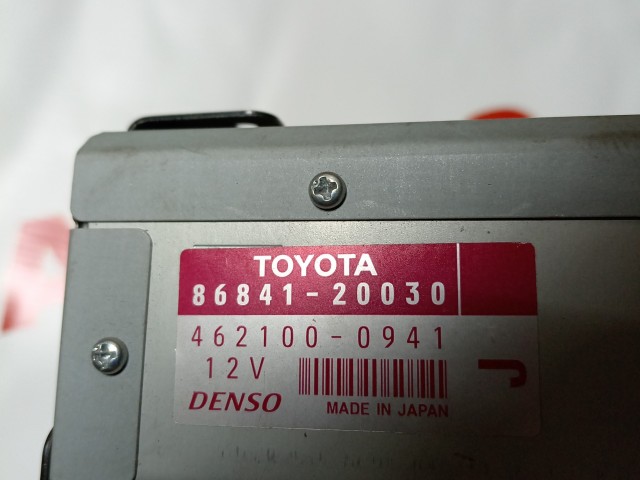 TOYOTA
86841-20030
462100-0941
12V
J
DENSO
MADE IN JAPAN